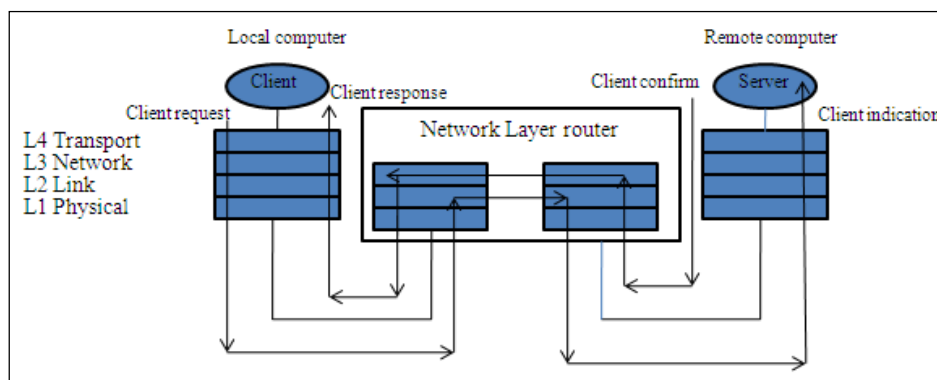 Local computer
Remote computer
Client
Client confirm
Server
Client response
Client request
Client indication
Network Layer router
L4 Transport
L3 Network
L2 Link
L1 Physical